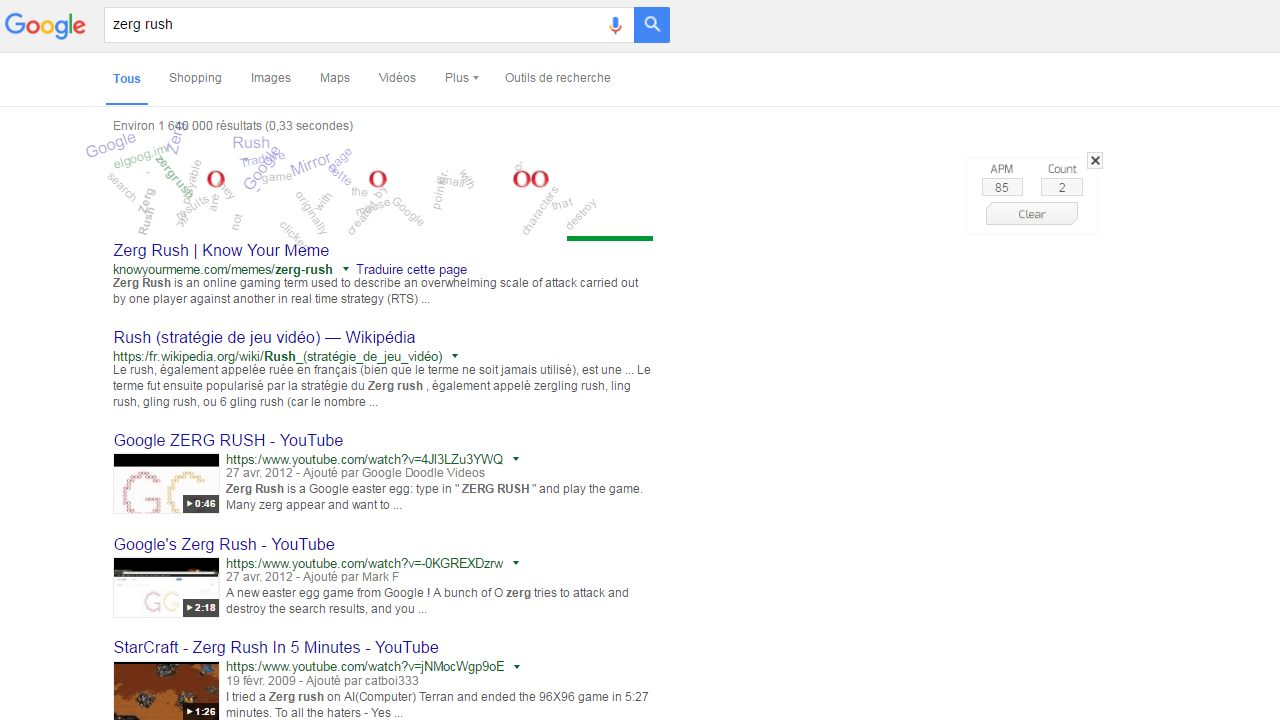 Google
zerg rush
Tous Shopping Images Maps Vidéos Plus Outils de recherche
Environ 1 640 000 résultats (0,33 secondes)
Google
elgoog.im/
Zerg
Rush
Traduire
Google
Mirror
page
cette
zergrush
search
Zerg
Rush
playable
results
are
they
not
game
the
originally
with
clicked
created
by
Google
pointer.
small
with
characters
that
destroy
O O OO
APM Count
85 2
Clear
Zerg Rush | Know Your Meme
knowyourmeme.com/memes/zerg-rush Traduire cette page
Zerg Rush is an online gaming term used to describe an overwhelming scale of attack carried out
by one player against another in real time strategy (RTS) ...
Rush (stratégie de jeu vidéo) — Wikipédia
https://fr.wikipedia.org/wiki/Rush_(stratégie_de_jeu_vidéo)
Le rush, également appelée ruée en français (bien que le terme ne soit jamais utilisé), est une ... Le
terme fut ensuite popularisé par la stratégie du Zerg rush , également appelé zergling rush, ling
rush, gling rush, ou 6 gling rush (car le nombre ...
Google ZERG RUSH - YouTube
https://www.youtube.com/watch?v=4Jl3LZu3YWQ
27 avr. 2012 - Ajouté par Google Doodle Videos
Zerg Rush is a Google easter egg: type in " ZERG RUSH " and play the game.
Many zerg appear and want to ...
0:46
Google's Zerg Rush - YouTube
https://www.youtube.com/watch?v=-0KGREXDzrw
27 avr. 2012 - Ajouté par Mark F
A new easter egg game from Google ! A bunch of O zerg tries to attack and
destroy the search results, and you ...
2:18
StarCraft - Zerg Rush In 5 Minutes - YouTube
https://www.youtube.com/watch?v=jNMocWgp9oE
19 févr. 2009 - Ajouté par catboi333
I tried a Zerg rush on AI(Computer) Terran and ended the 96X96 game in 5:27
minutes. To all the haters - Yes ...
1:26